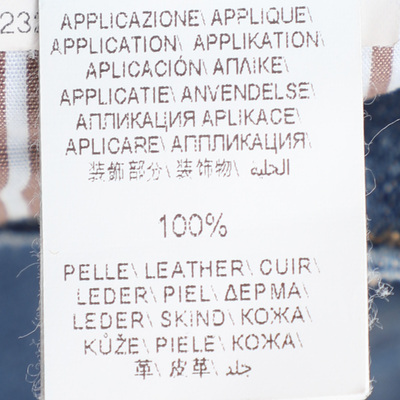 APPLICAZIONE\ APPLIQUE\
APPLICATION\ APPLIKATION\
APLICACIÓN\ ΑΠΛΙΚΕ\
APPLICATIE\ ANVENDELSE\
АППЛИКАЦИЯ APLIKACE\
APLICARE\ АППЛИКАЦИЯ\
装飾部分\ 装饰物\ الحلية
100%
PELLE\ LEATHER\ CUIR\
LEDER\ PIEL\ ΔΕΡΜΑ\
LEDER\ SKIND\ КОЖА\
KŮŽE\ PIELE\ КОЖА\
革\ 皮革\ جلد\